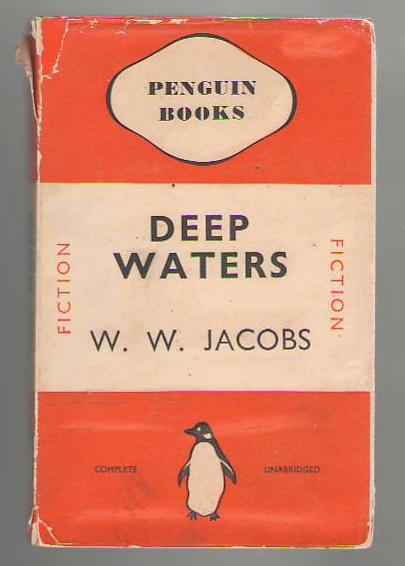 PENGUIN
BOOKS
DEEP
WATERS
FICTION
FICTION
W. W. JACOBS
COMPLETE
UNABRIDGED